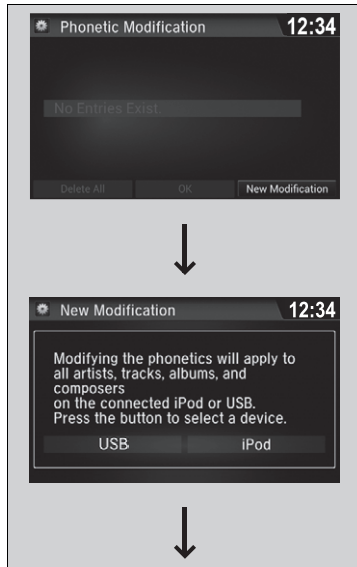 Phonetic Modification 12:34
No Entries Exist
Delete All OK New Modification
New Modification 12:34
Modifying the phonetics will apply to
all artists, tracks, albums, and
composers
on the connected iPod or USB.
Press the button to select a device.
USB iPod